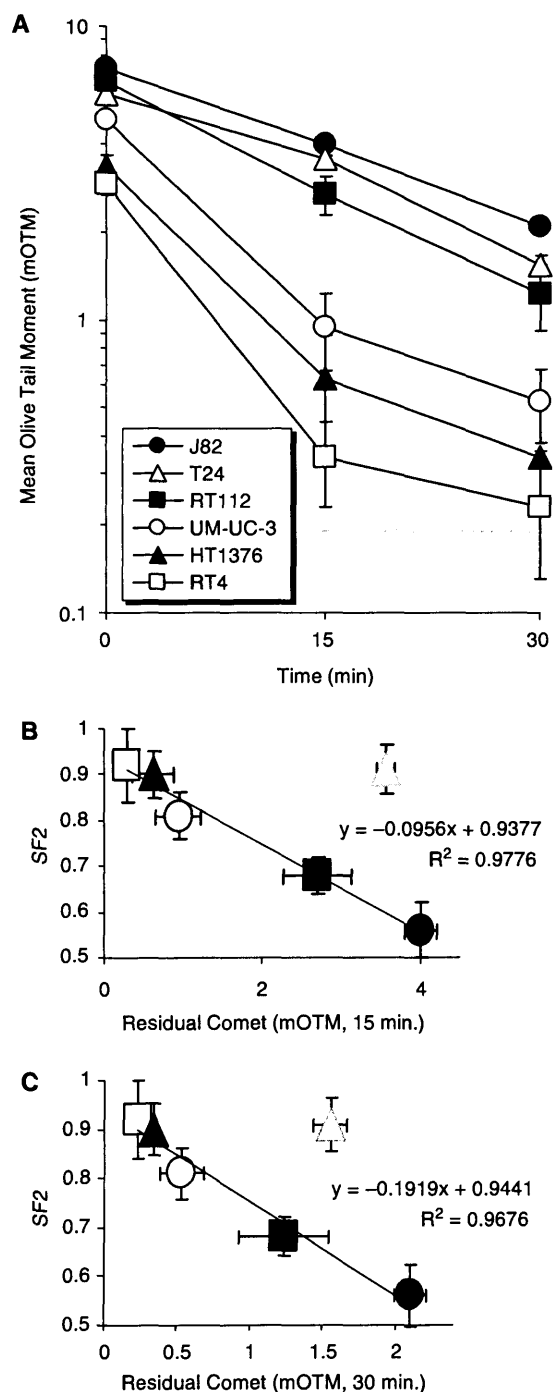 A
10
1
0.1
Mean Olive Tail Moment (mOTM)
J82
T24
RT112
UM-UC-3
HT1376
RT4
0
15
30
Time (min)
B
1
0.9
0.8
0.7
0.6
0.5
SF2
y = –0.0956x + 0.9377
R² = 0.9776
0
2
4
Residual Comet (mOTM, 15 min.)
C
1
0.9
0.8
0.7
0.6
0.5
SF2
y = –0.1919x + 0.9441
R² = 0.9676
0
0.5
1
1.5
2
Residual Comet (mOTM, 30 min.)